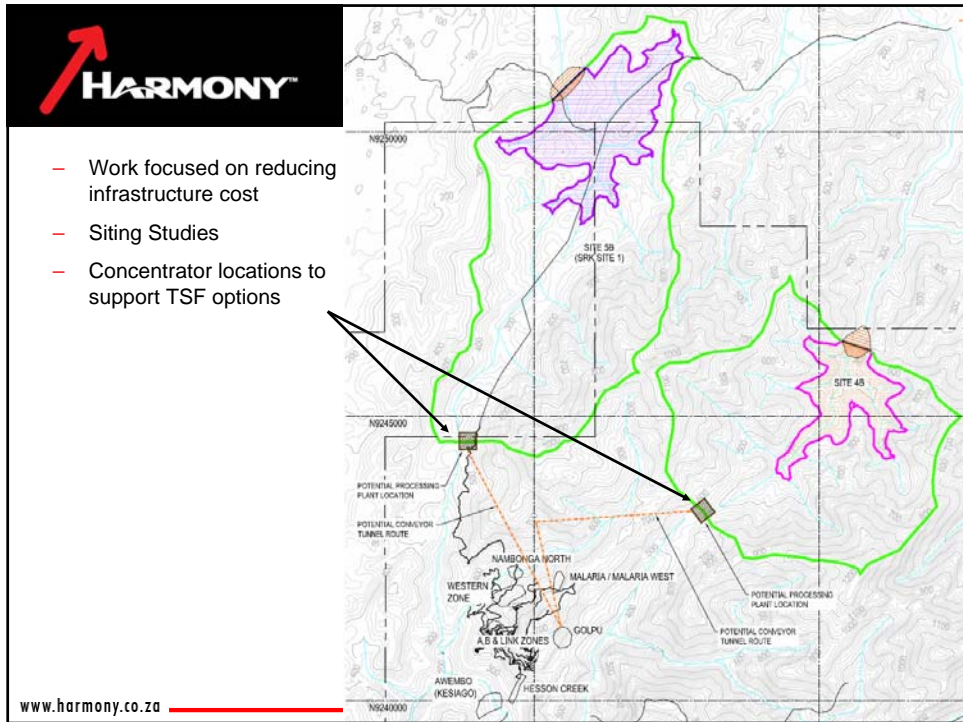 HARMONY™
– Work focused on reducing
infrastructure cost
– Siting Studies
– Concentrator locations to
support TSF options
www.harmony.co.za
N9250000
SITE 5B
(SRK SITE 1)
SITE 4B
N9245000
POTENTIAL PROCESSING
PLANT LOCATION
POTENTIAL CONVEYOR
TUNNEL ROUTE
NAMBONGA NORTH
WESTERN
ZONE
MALARIA / MALARIA WEST
POTENTIAL PROCESSING
PLANT LOCATION
GOLPU
A,B & LINK ZONES
POTENTIAL CONVEYOR
TUNNEL ROUTE
AWEMBO
(KESIAGO)
HESSON CREEK
N9240000